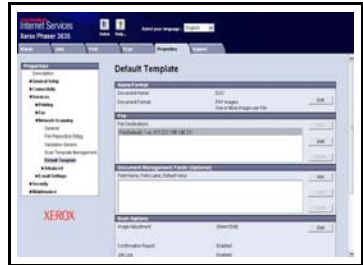 Internet Services
Xerox Phaser 3635
Index
Help
Select your language
English
Status
Jobs
Print
Scan
Properties
Support
Properties
Description
General Setup
Connectivity
Services
Printing
Fax
Network Scanning
General
File Repository Setup
Validation Servers
Scan Template Management
Default Template
Advanced
Email Settings
Security
Maintenance
XEROX
Default Template
Name/Format
Document Name
DOC
Document Format
PDF Images
One or More Images per File
Edit
File
File Destinations
Document Management Fields (Optional)
Field Name, Field Label, Default Value
Add
Scan Options
Image Adjustment
(Select Edit)
Edit
Confirmation Report
Enabled
Job Log
Enabled